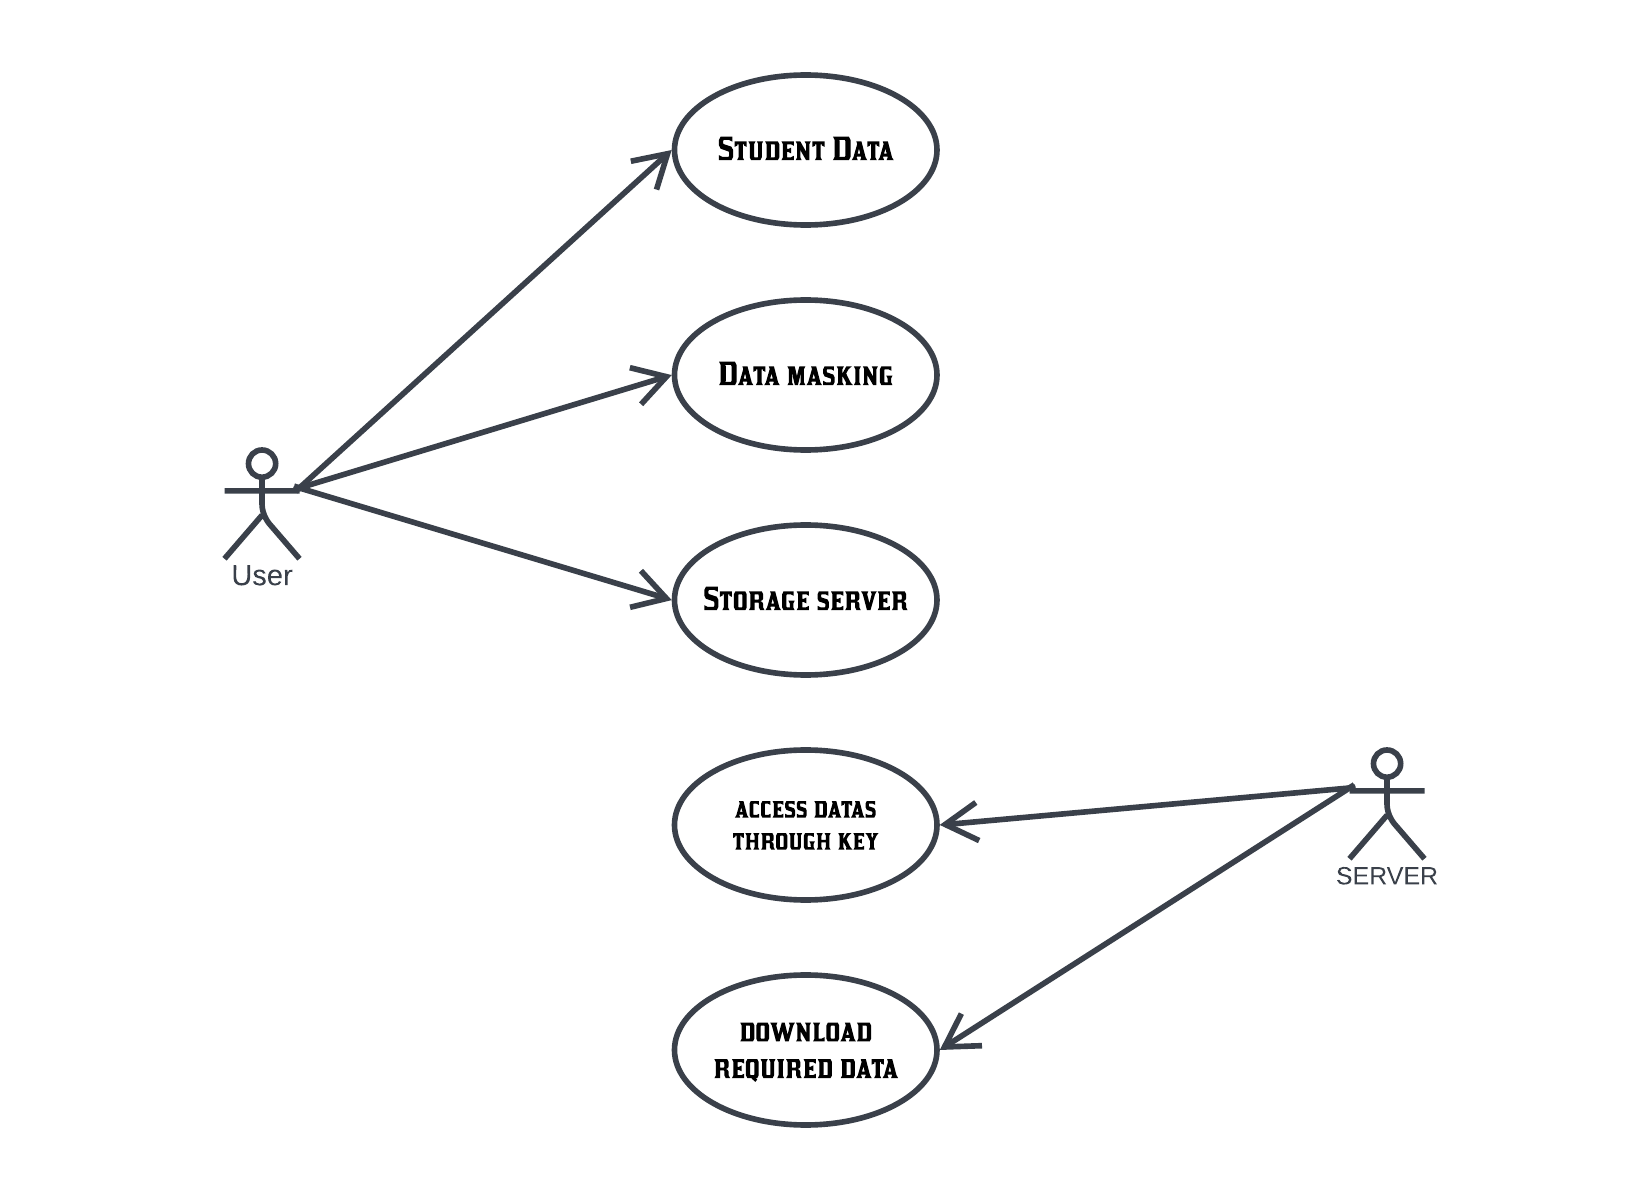 Student Data
Data masking
User
Storage server
ACCESS DATAS
THROUGH KEY
SERVER
DOWNLOAD
REQUIRED DATA